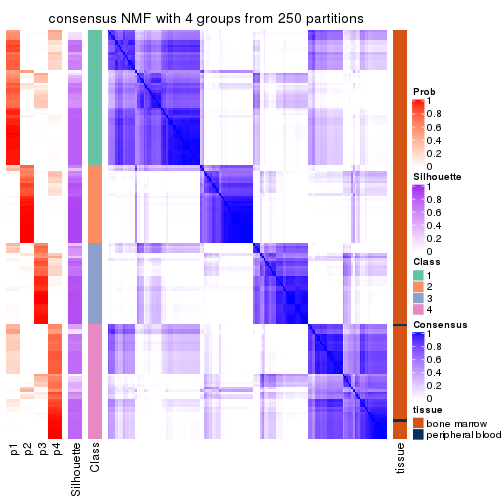 consensus NMF with 4 groups from 250 partitions
Prob
1
0.8
0.6
0.4
0.2
0
Silhouette
1
0.8
0.6
0.4
0.2
0
Class
1
2
3
4
Consensus
1
0.8
0.6
0.4
0.2
0
tissue
bone marrow
peripheral blood
p1
p2
p3
p4
Silhouette
Class
tissue